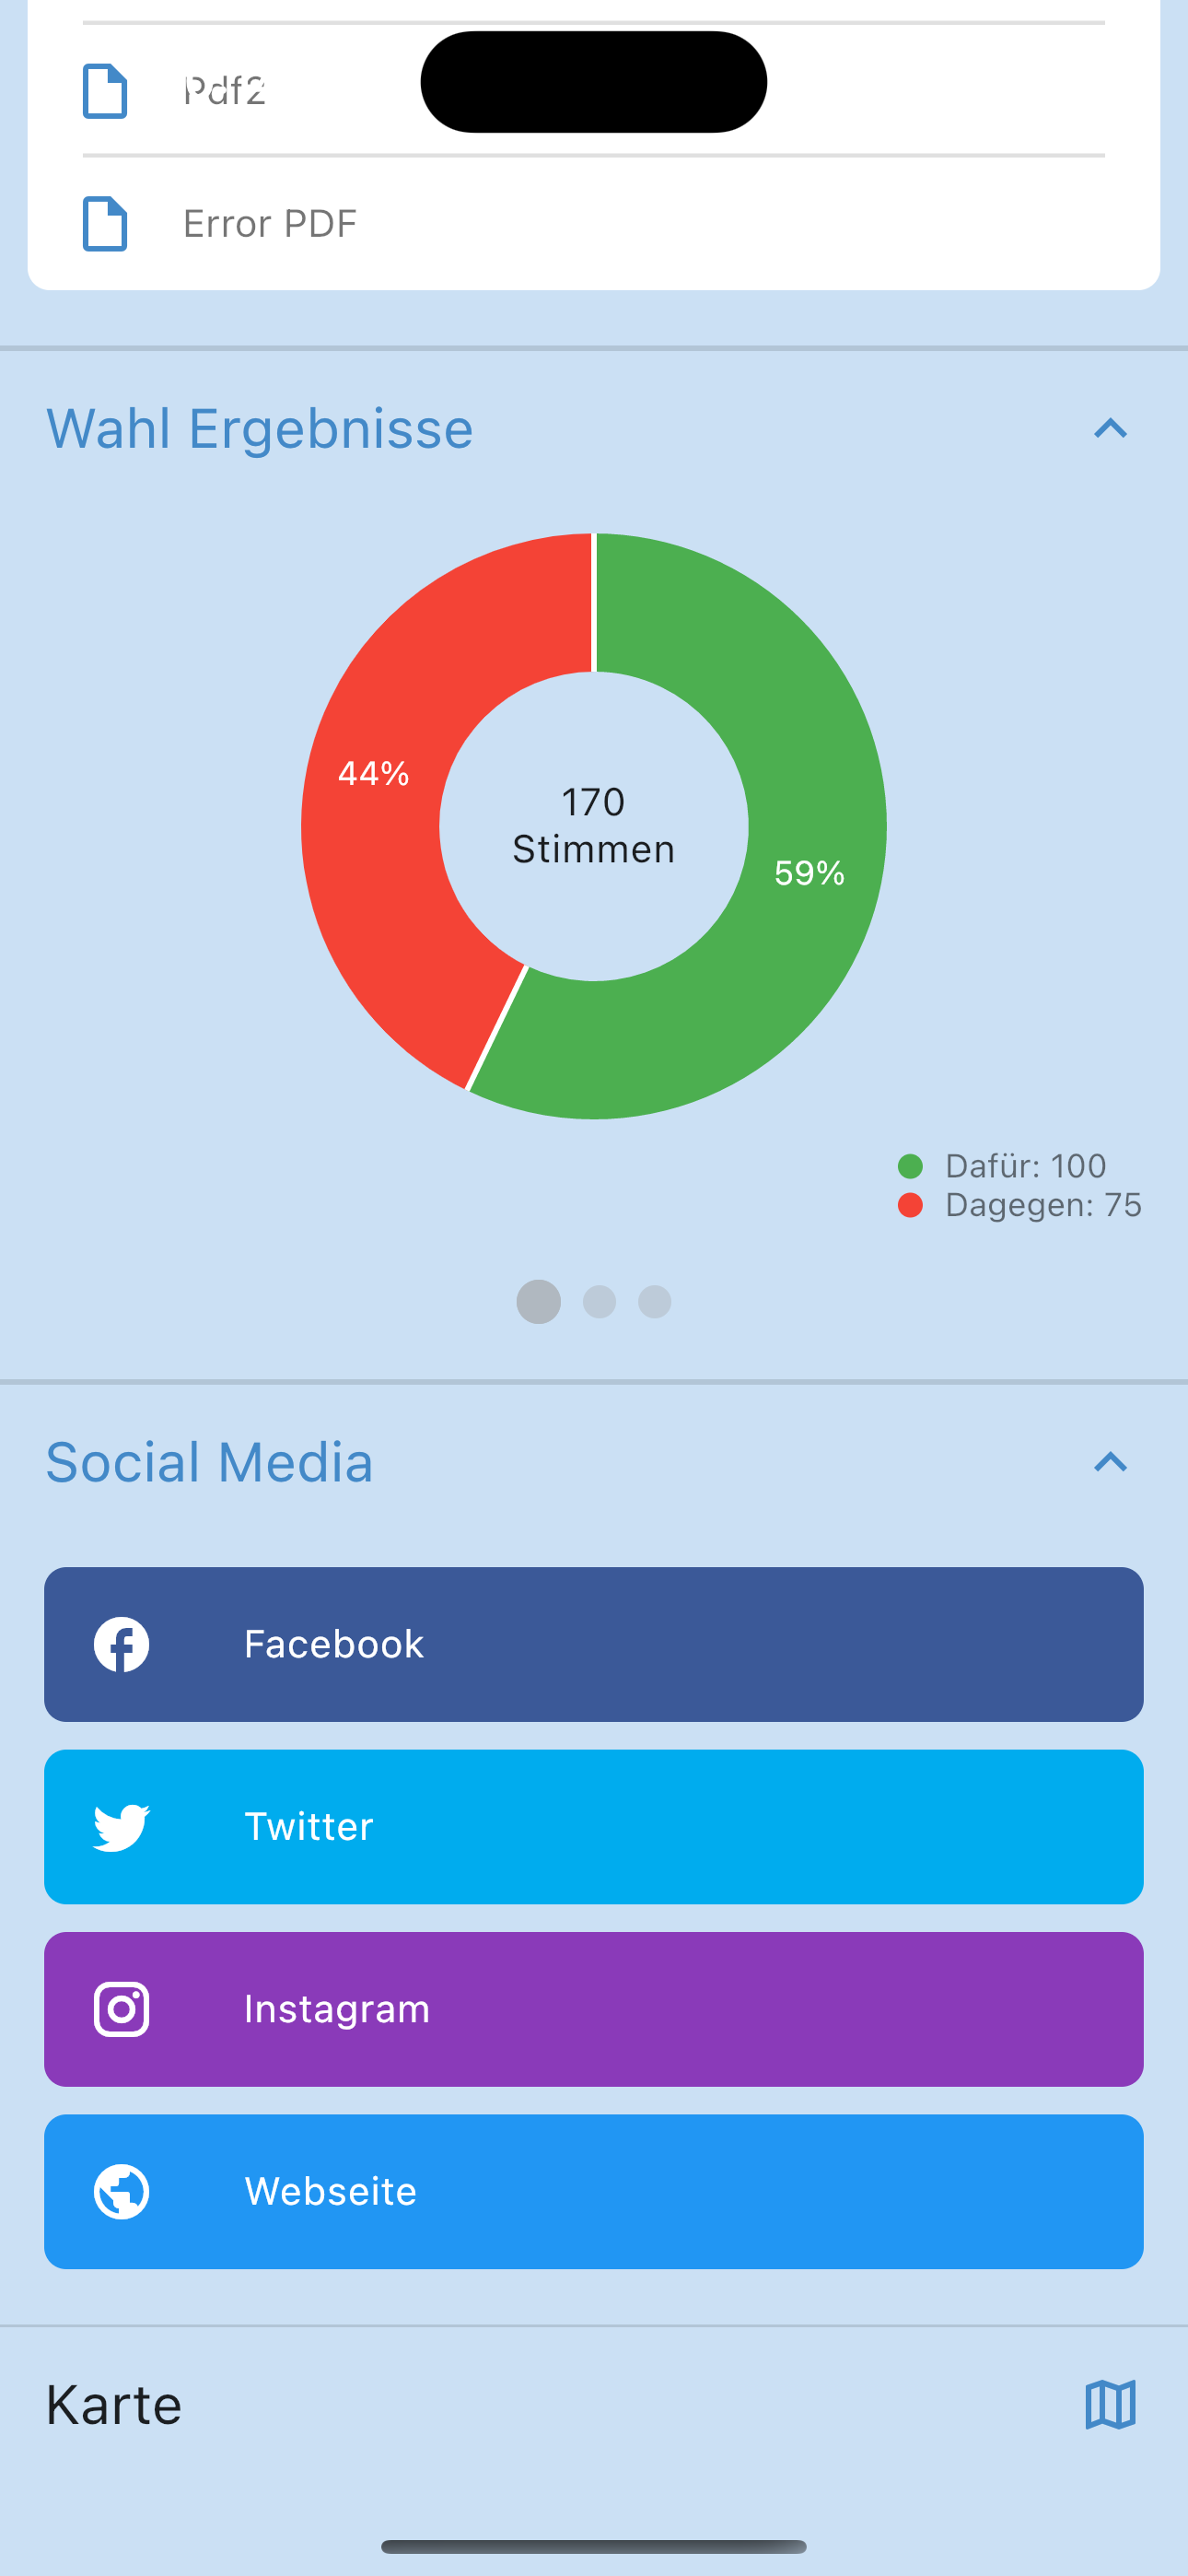 Pdf2
Error PDF
Wahl Ergebnisse
44%
170
Stimmen
59%
Dafür: 100
Dagegen: 75
Social Media
Facebook
Twitter
Instagram
Webseite
Karte